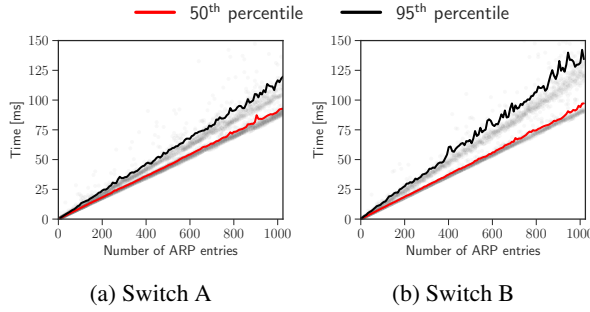 50th percentile 95th percentile
150
125
100
75
50
25
0
Time [ms]
0 200 400 600 800 1000
Number of ARP entries
(a) Switch A
150
125
100
75
50
25
0
Time [ms]
0 200 400 600 800 1000
Number of ARP entries
(b) Switch B